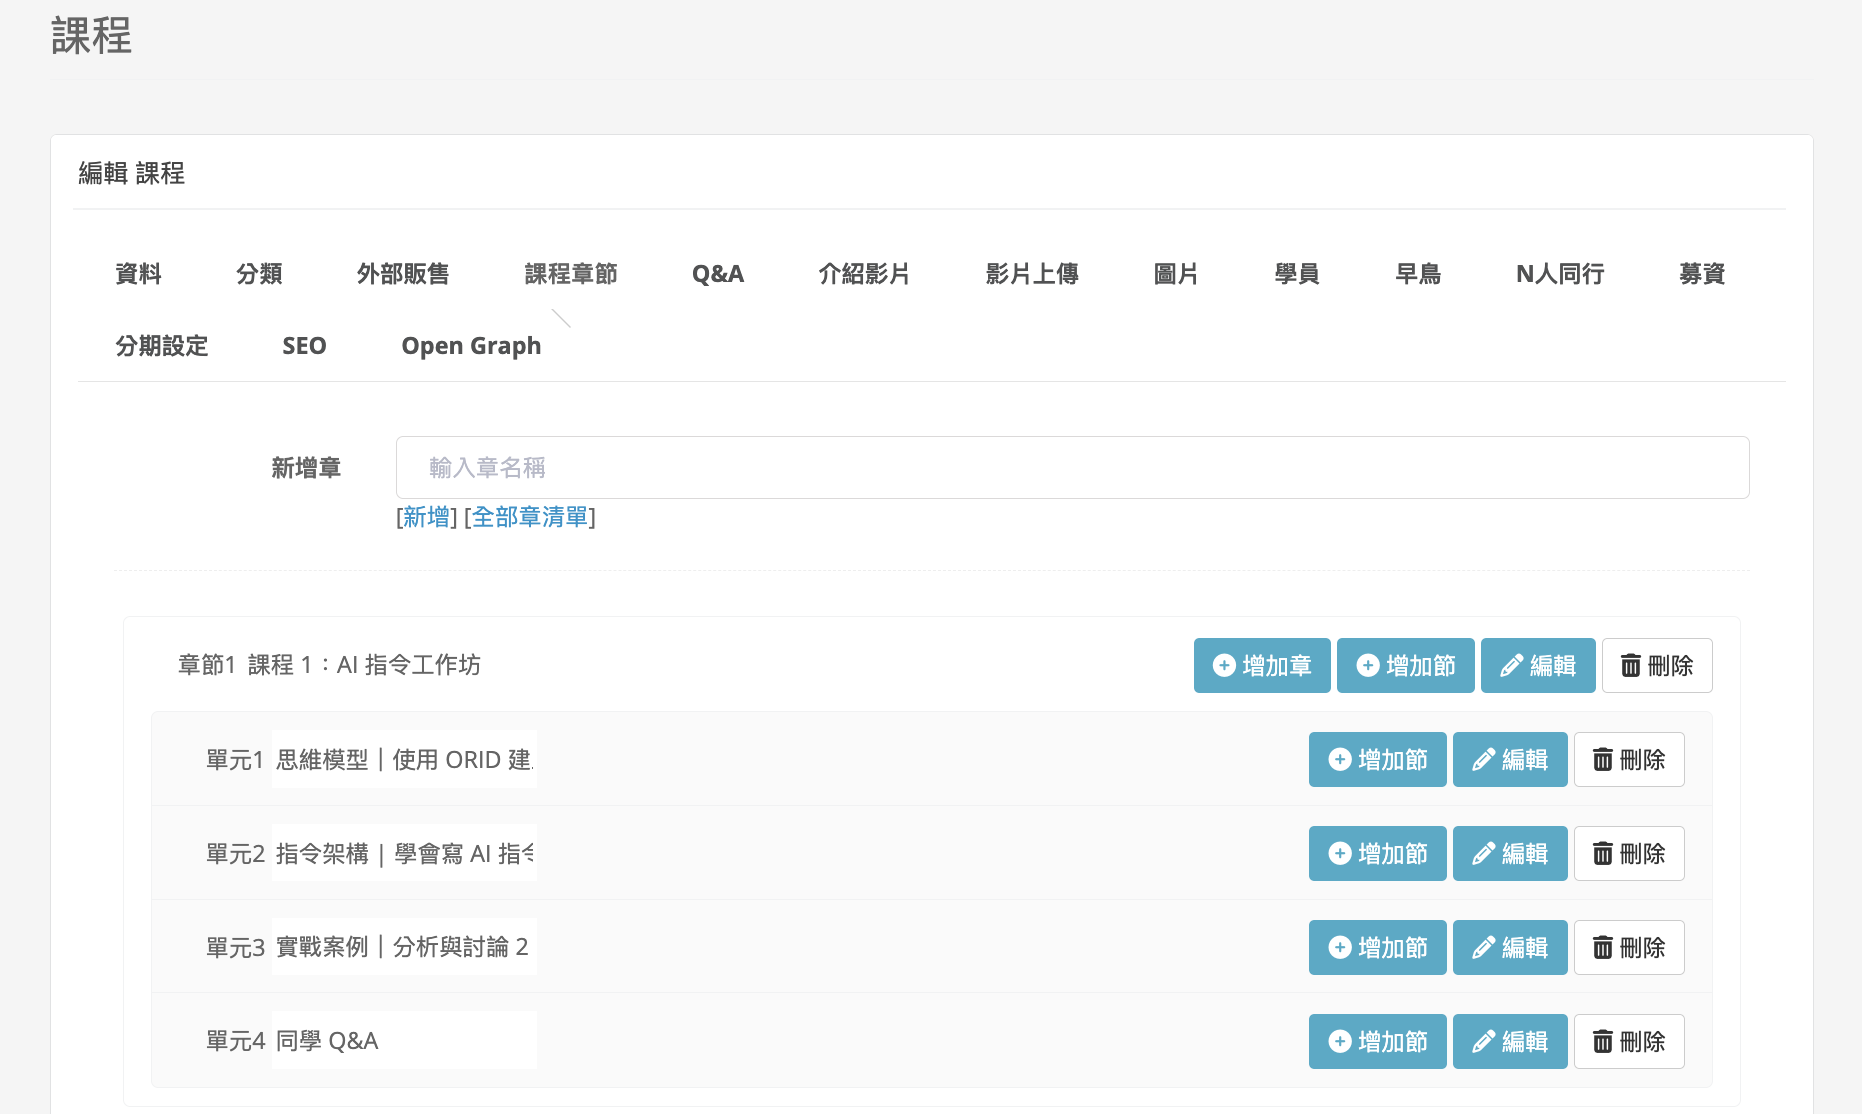 課程
編輯 課程
資料 分類 外部販售 課程章節 Q&A 介紹影片 影片上傳 圖片 學員 早鳥 N人同行 募資
分期設定 SEO Open Graph
新增章 輸入章名稱
[新增] [全部章清單]
章節1 課程 1：AI 指令工作坊 增加章 增加節 編輯 刪除
單元1 思維模型｜使用 ORID 建 增加節 編輯 刪除
單元2 指令架構 | 學會寫 AI 指令 增加節 編輯 刪除
單元3 實戰案例｜分析與討論 2 增加節 編輯 刪除
單元4 同學 Q&A 增加節 編輯 刪除